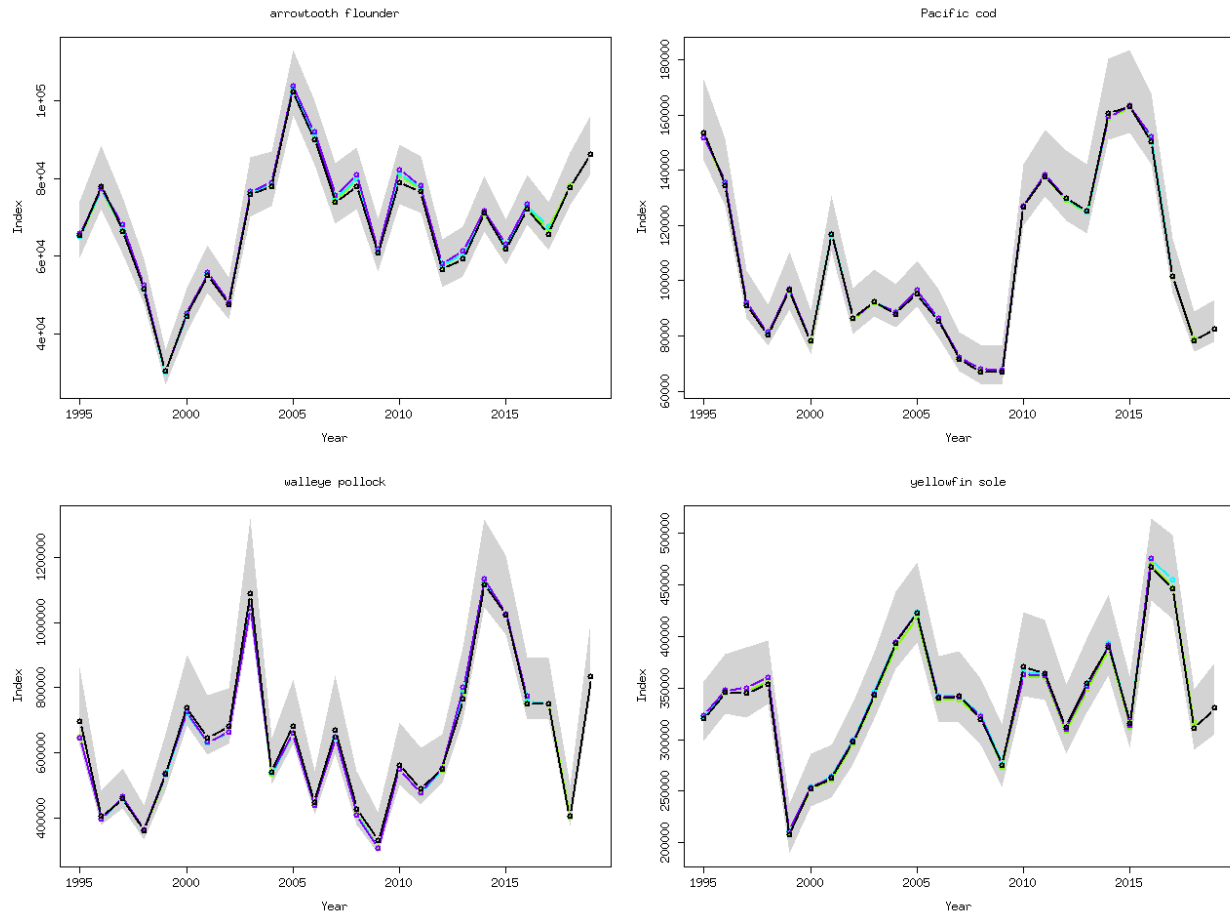 arrowtooth flounder
Index
4e+04 6e+04 8e+04 1e+05
1995 2000 2005 2010 2015
Year
Pacific cod
Index
60000 80000 100000 120000 140000 160000 180000
1995 2000 2005 2010 2015
Year
walleye pollock
Index
400000 600000 800000 1000000 1200000
1995 2000 2005 2010 2015
Year
yellowfin sole
Index
200000 250000 300000 350000 400000 450000 500000
1995 2000 2005 2010 2015
Year